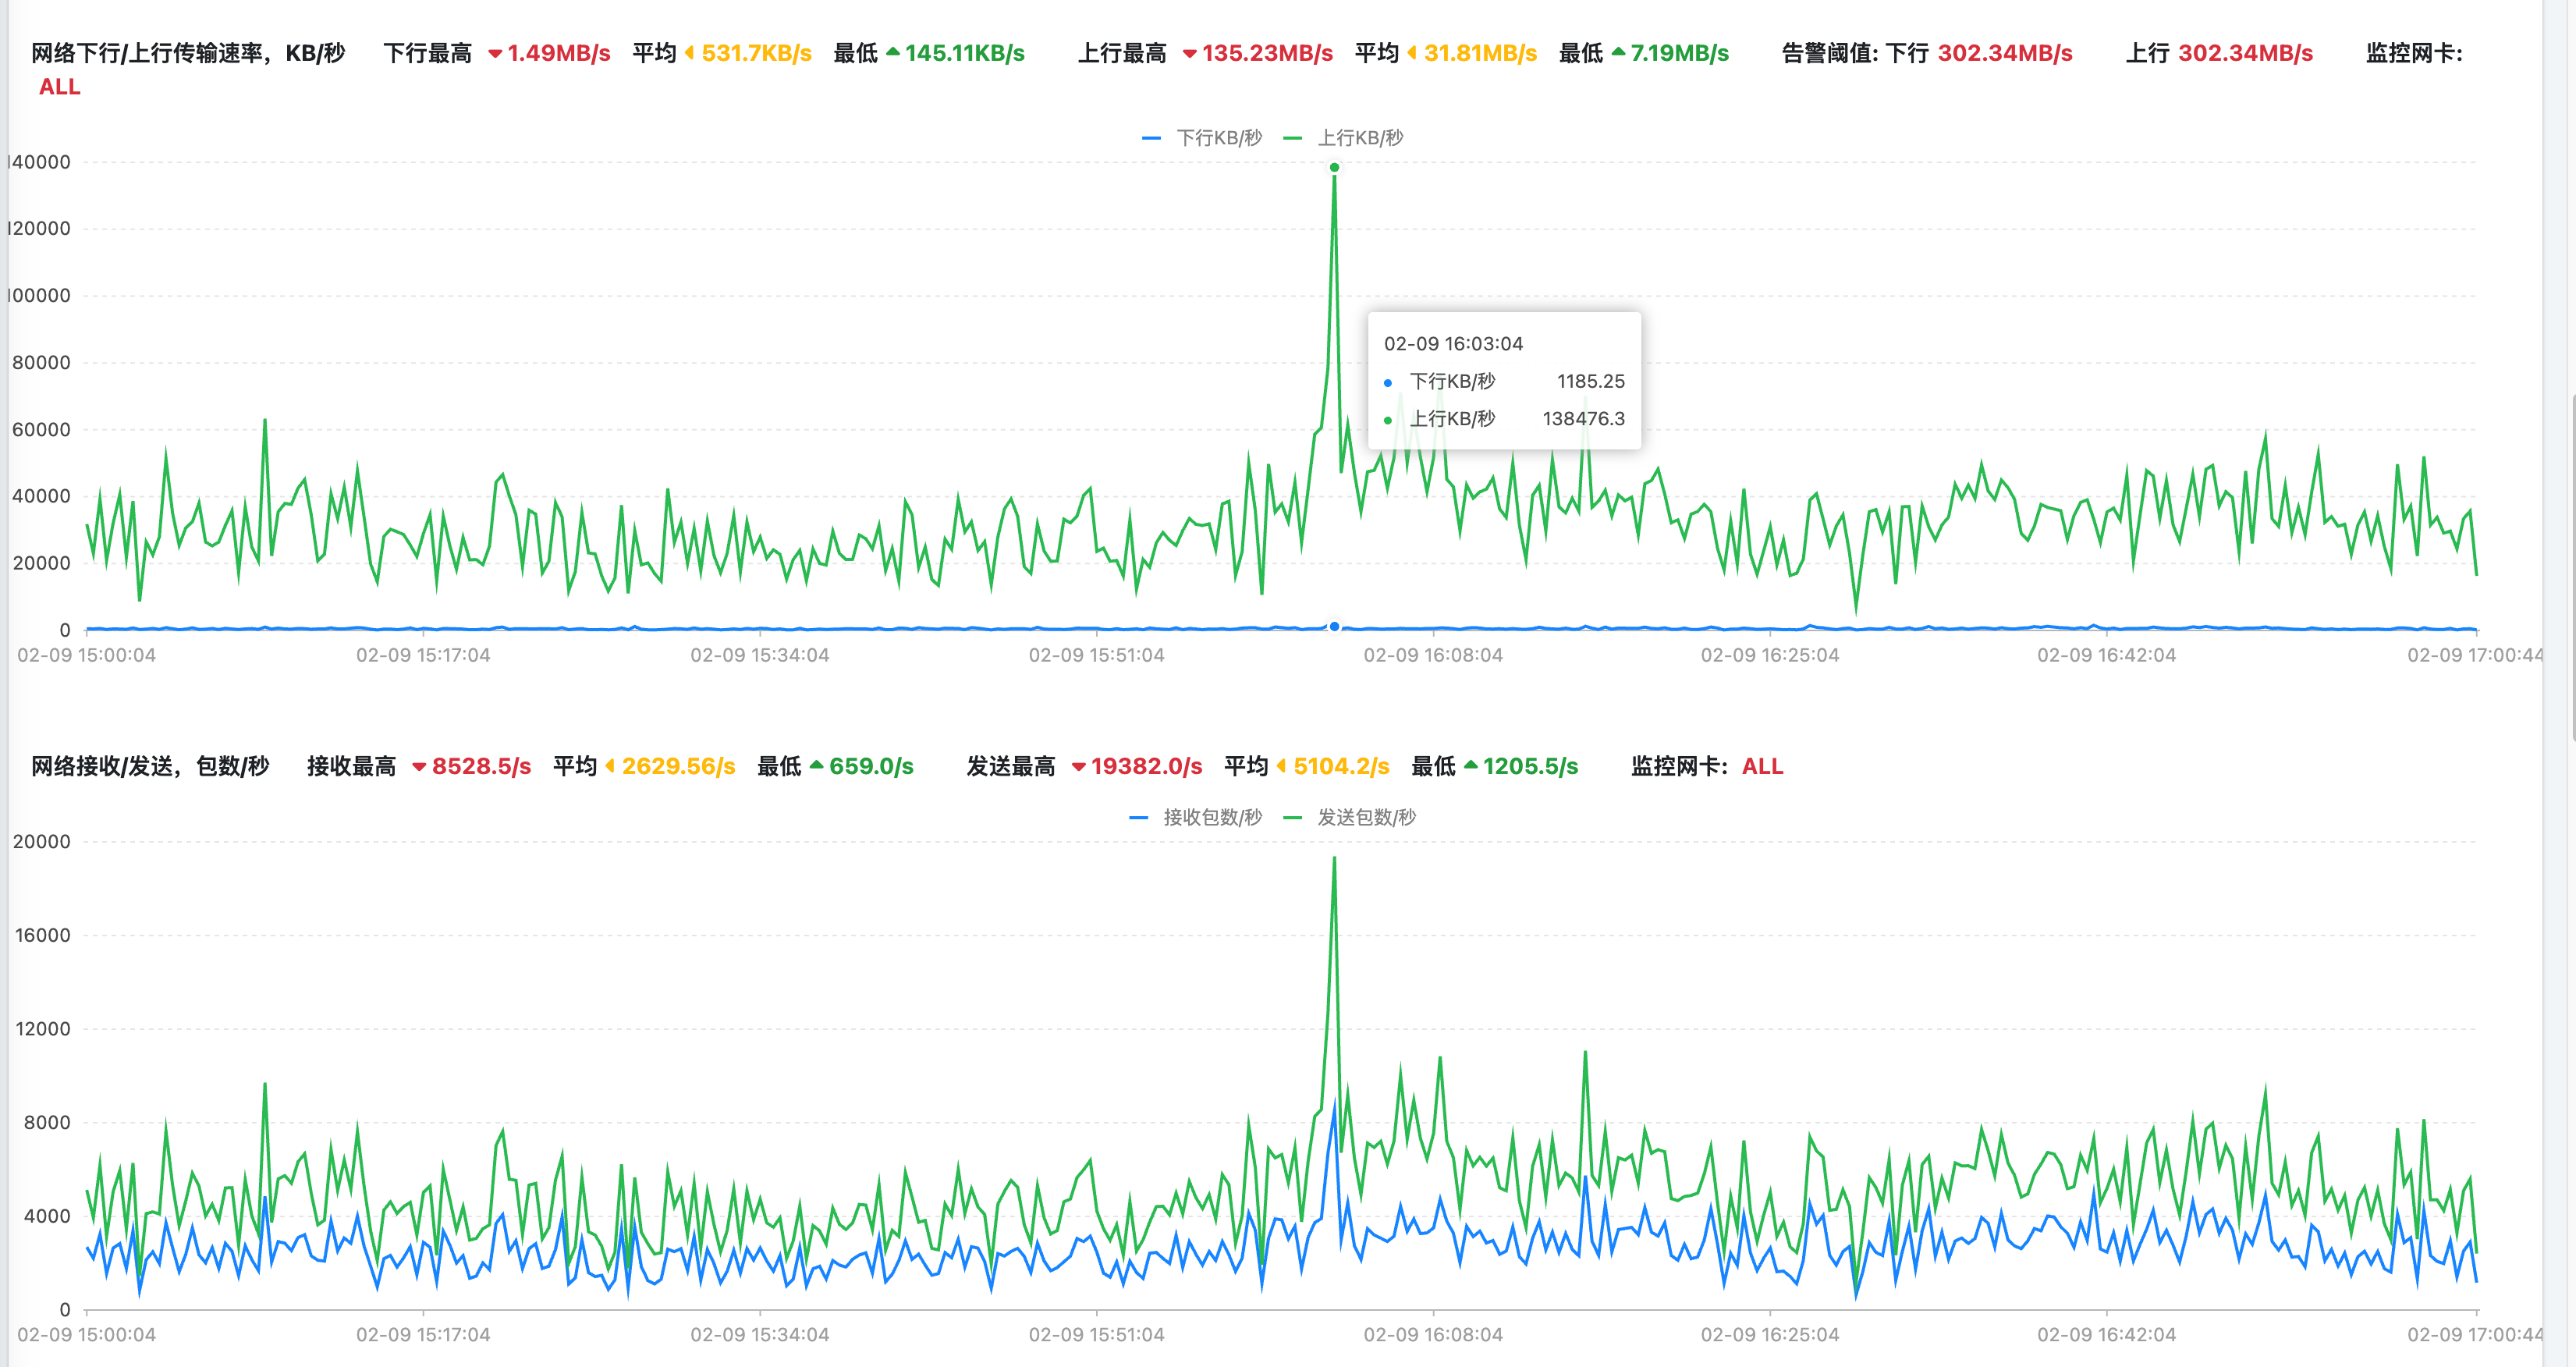 网络下行/上行传输速率，KB/秒 下行最高 1.49MB/s 平均 531.7KB/s 最低 145.11KB/s 上行最高 135.23MB/s 平均 31.81MB/s 最低 7.19MB/s 告警阈值: 下行 302.34MB/s 上行 302.34MB/s 监控网卡:
ALL
下行KB/秒 上行KB/秒
140000
120000
100000
80000
60000
40000
20000
0
02-09 16:03:04
下行KB/秒 1185.25
上行KB/秒 138476.3
02-09 15:00:04 02-09 15:17:04 02-09 15:34:04 02-09 15:51:04 02-09 16:08:04 02-09 16:25:04 02-09 16:42:04 02-09 17:00:44
网络接收/发送，包数/秒 接收最高 8528.5/s 平均 2629.56/s 最低 659.0/s 发送最高 19382.0/s 平均 5104.2/s 最低 1205.5/s 监控网卡: ALL
接收包数/秒 发送包数/秒
20000
16000
12000
8000
4000
0
02-09 15:00:04 02-09 15:17:04 02-09 15:34:04 02-09 15:51:04 02-09 16:08:04 02-09 16:25:04 02-09 16:42:04 02-09 17:00:44